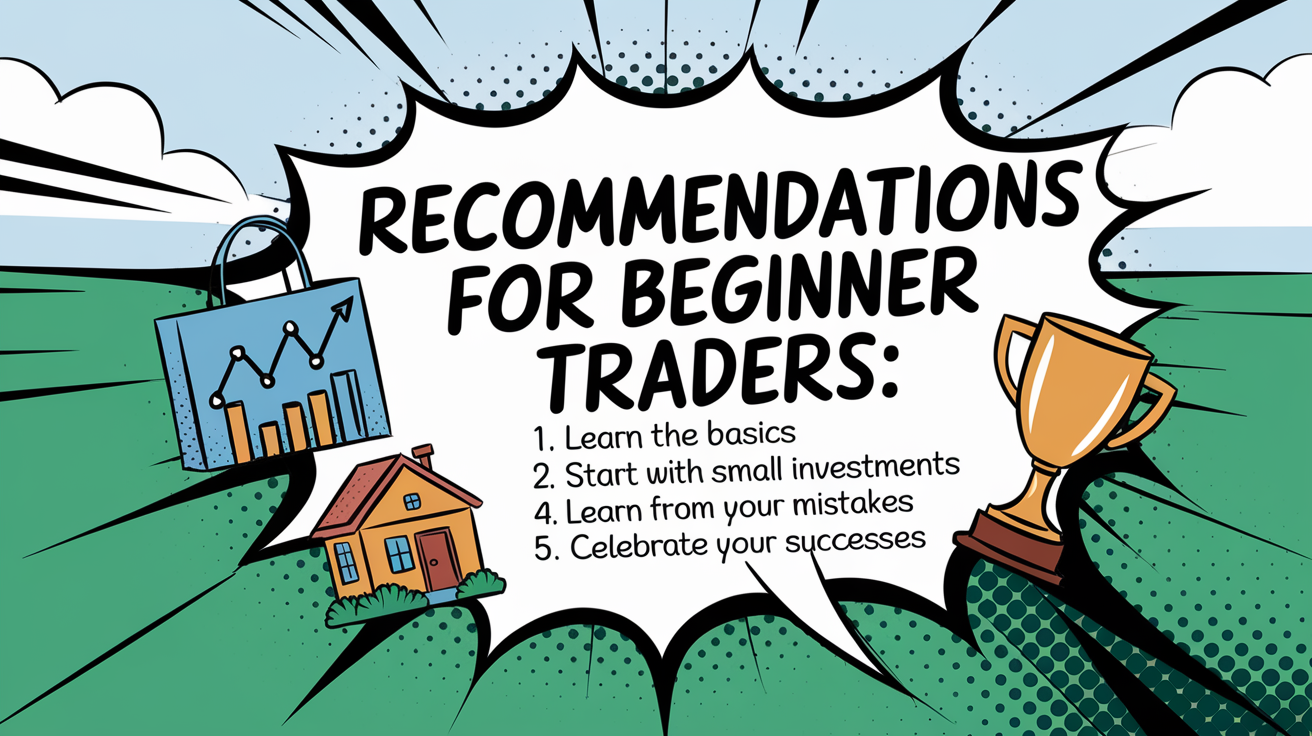 RECOMMENDATIONS
FOR BEGINNER
TRADERS:
1. Learn the basics
2. Start with small investments
4. Learn from your mistakes
5. Celebrate your successes